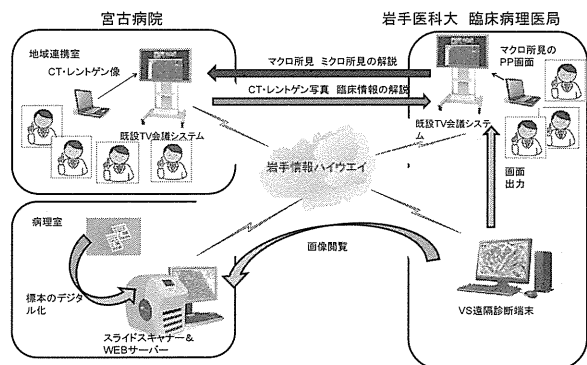 宮古病院
岩手医科大 臨床病理医局
地域連携室
CT・レントゲン像
既設TV会議システム
マクロ所見 ミクロ所見の解説
CT・レントゲン写真 臨床情報の解説
マクロ所見の
PP画面
既設TV会議システ
ム
岩手情報ハイウエイ
画面
出力
病理室
標本のデジタ
ル化
スライドスキャナー&
WEBサーバー
画像閲覧
VS遠隔診断端末